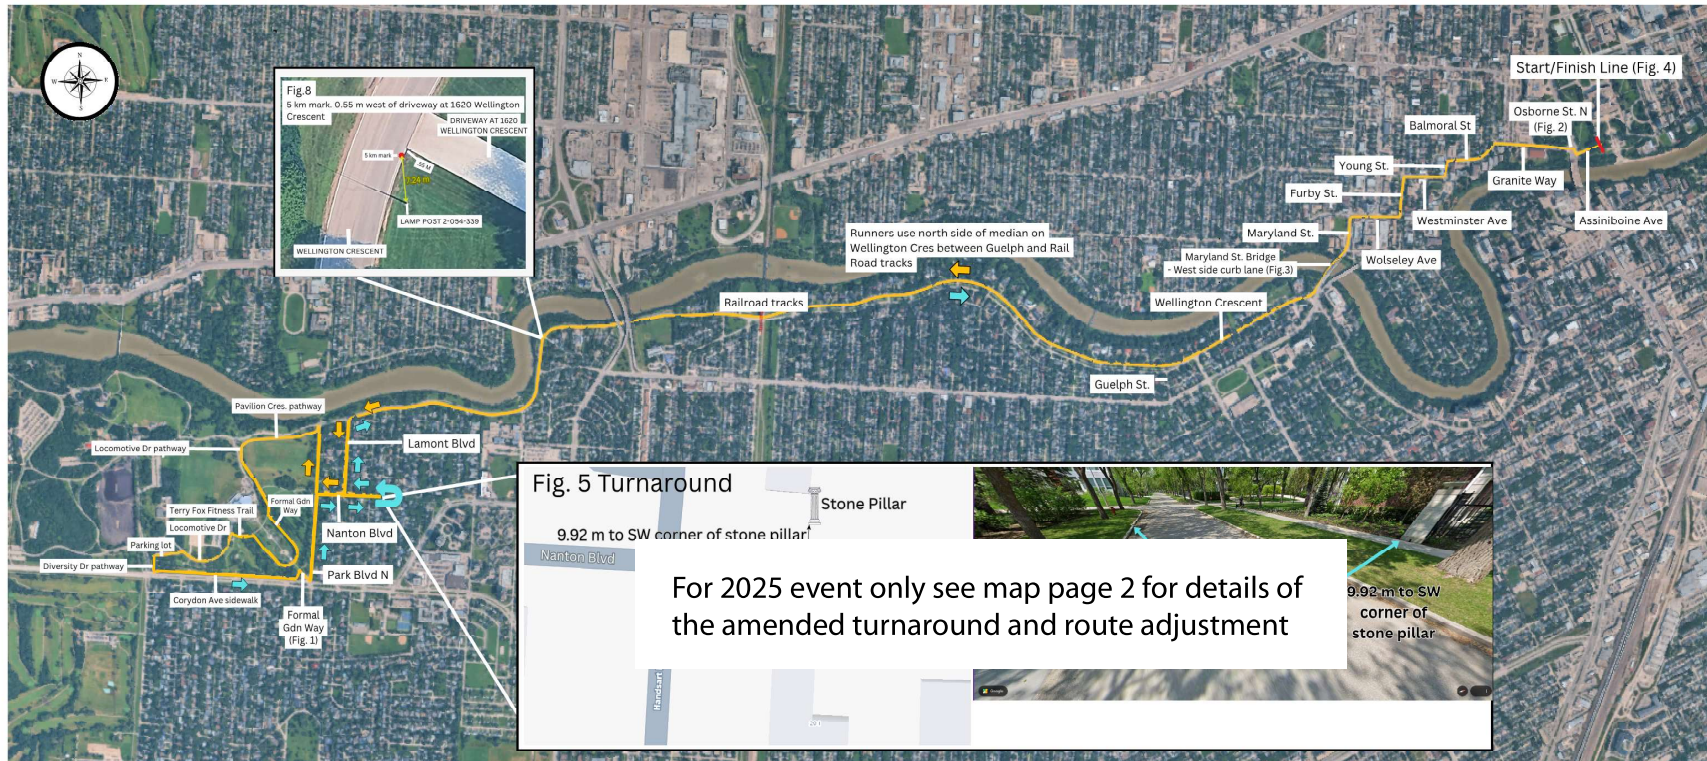 N
W
E
S
Fig.8
5 km mark. 0.55 m west of driveway at 1620 Wellington
Crescent
DRIVEWAY AT 1620
WELLINGTON CRESCENT
5 km mark
.55 M
7.24 m
LAMP POST 2-054-339
WELLINGTON CRESCENT
Start/Finish Line (Fig. 4)
Osborne St. N
(Fig. 2)
Balmoral St
Young St.
Granite Way
Furby St.
Westminster Ave
Assiniboine Ave
Maryland St.
Runners use north side of median on
Wellington Cres between Guelph and Rail
Road tracks
Maryland St. Bridge
- West side curb lane (Fig.3)
Wolseley Ave
Railroad tracks
Wellington Crescent
Guelph St.
Pavilion Cres. pathway
Lamont Blvd
Locomotive Dr pathway
Formal Gdn
Way
Terry Fox Fitness Trail
Locomotive Dr
Nanton Blvd
Parking lot
Diversity Dr pathway
Park Blvd N
Corydon Ave sidewalk
Formal
Gdn Way
(Fig. 1)
Fig. 5 Turnaround
Stone Pillar
9.92 m to SW corner of stone pillar
Nanton Blvd
Handsart
For 2025 event only see map page 2 for details of
the amended turnaround and route adjustment
9.92 m to SW
corner of
stone pillar
Google